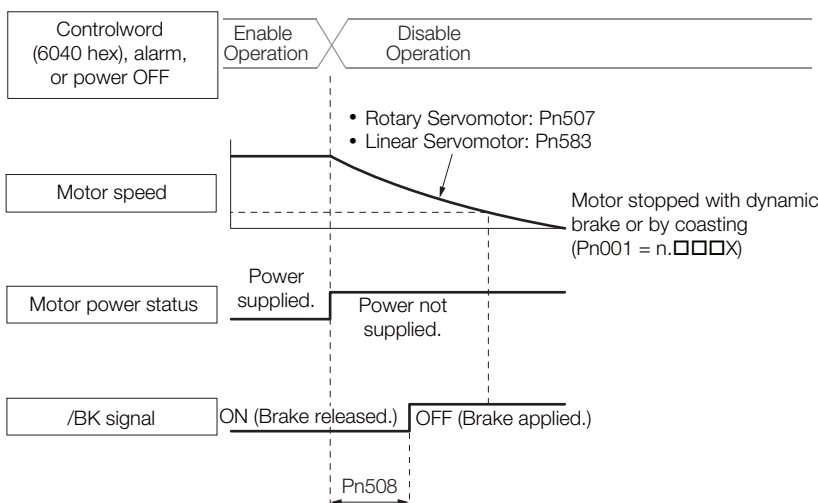 Controlword
(6040 hex), alarm,
or power OFF
Enable
Operation
Disable
Operation
• Rotary Servomotor: Pn507
• Linear Servomotor: Pn583
Motor speed
Motor stopped with dynamic
brake or by coasting
(Pn001 = n.□□□X)
Motor power status
Power
supplied.
Power not
supplied.
/BK signal
ON (Brake released.)
OFF (Brake applied.)
Pn508